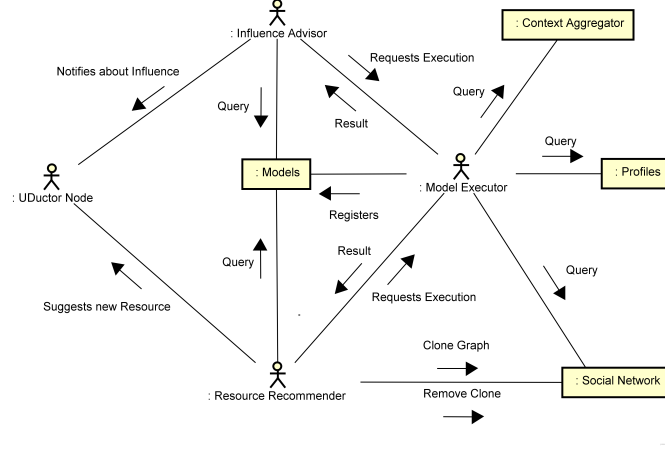 : Influence Advisor
: Context Aggregator
Requests Execution
Notifies about Influence
Query
Query
Result
Query
: Models
: Profiles
: UDuctor Node
: Model Executor
Registers
Result
Query
Query
Requests Execution
Suggests new Resource
Clone Graph
: Social Network
: Resource Recommender
Remove Clone